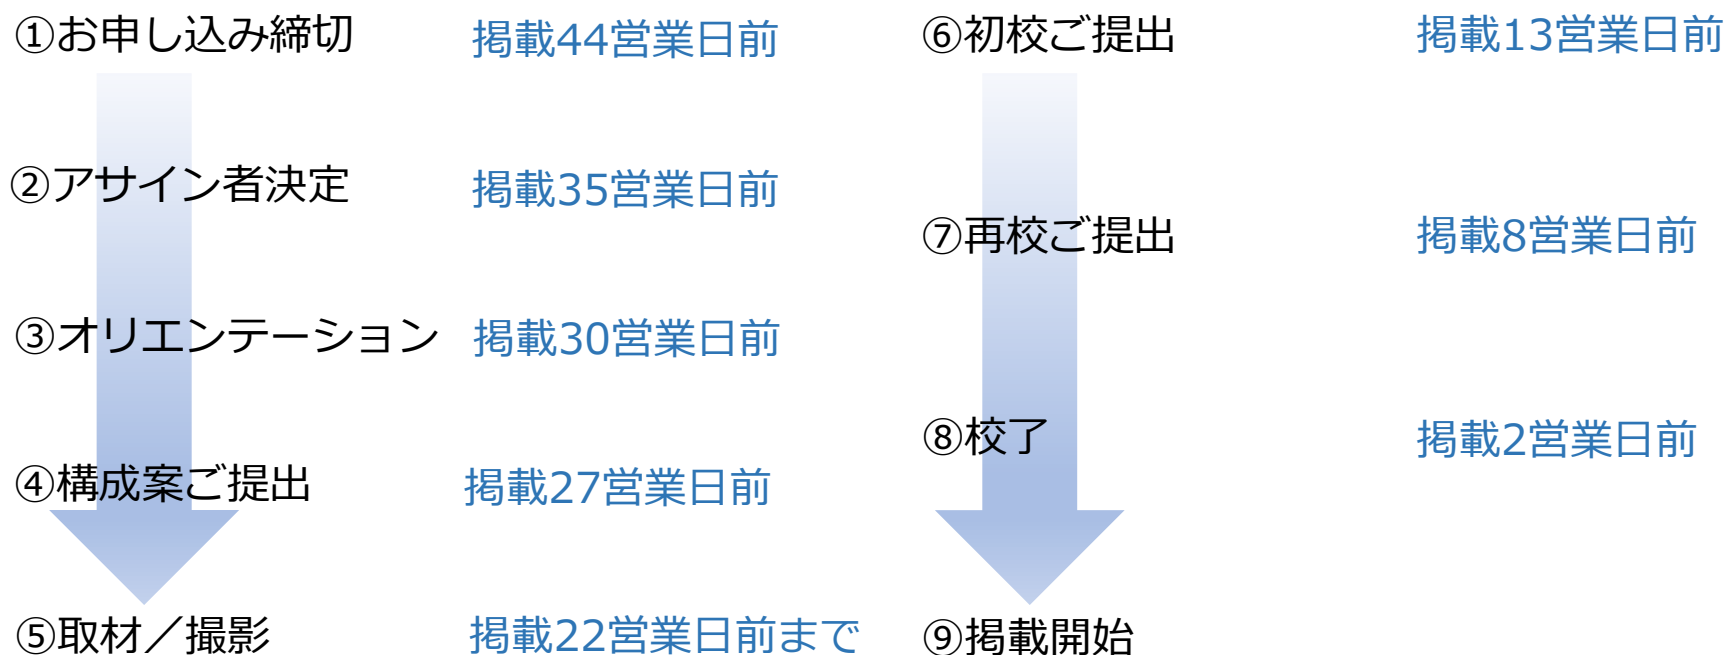 ①お申し込み締切 掲載44営業日前
②アサイン者決定 掲載35営業日前
③オリエンテーション 掲載30営業日前
④構成案ご提出 掲載27営業日前
⑤取材／撮影 掲載22営業日前まで
⑥初校ご提出 掲載13営業日前
⑦再校ご提出 掲載8営業日前
⑧校了 掲載2営業日前
⑨掲載開始